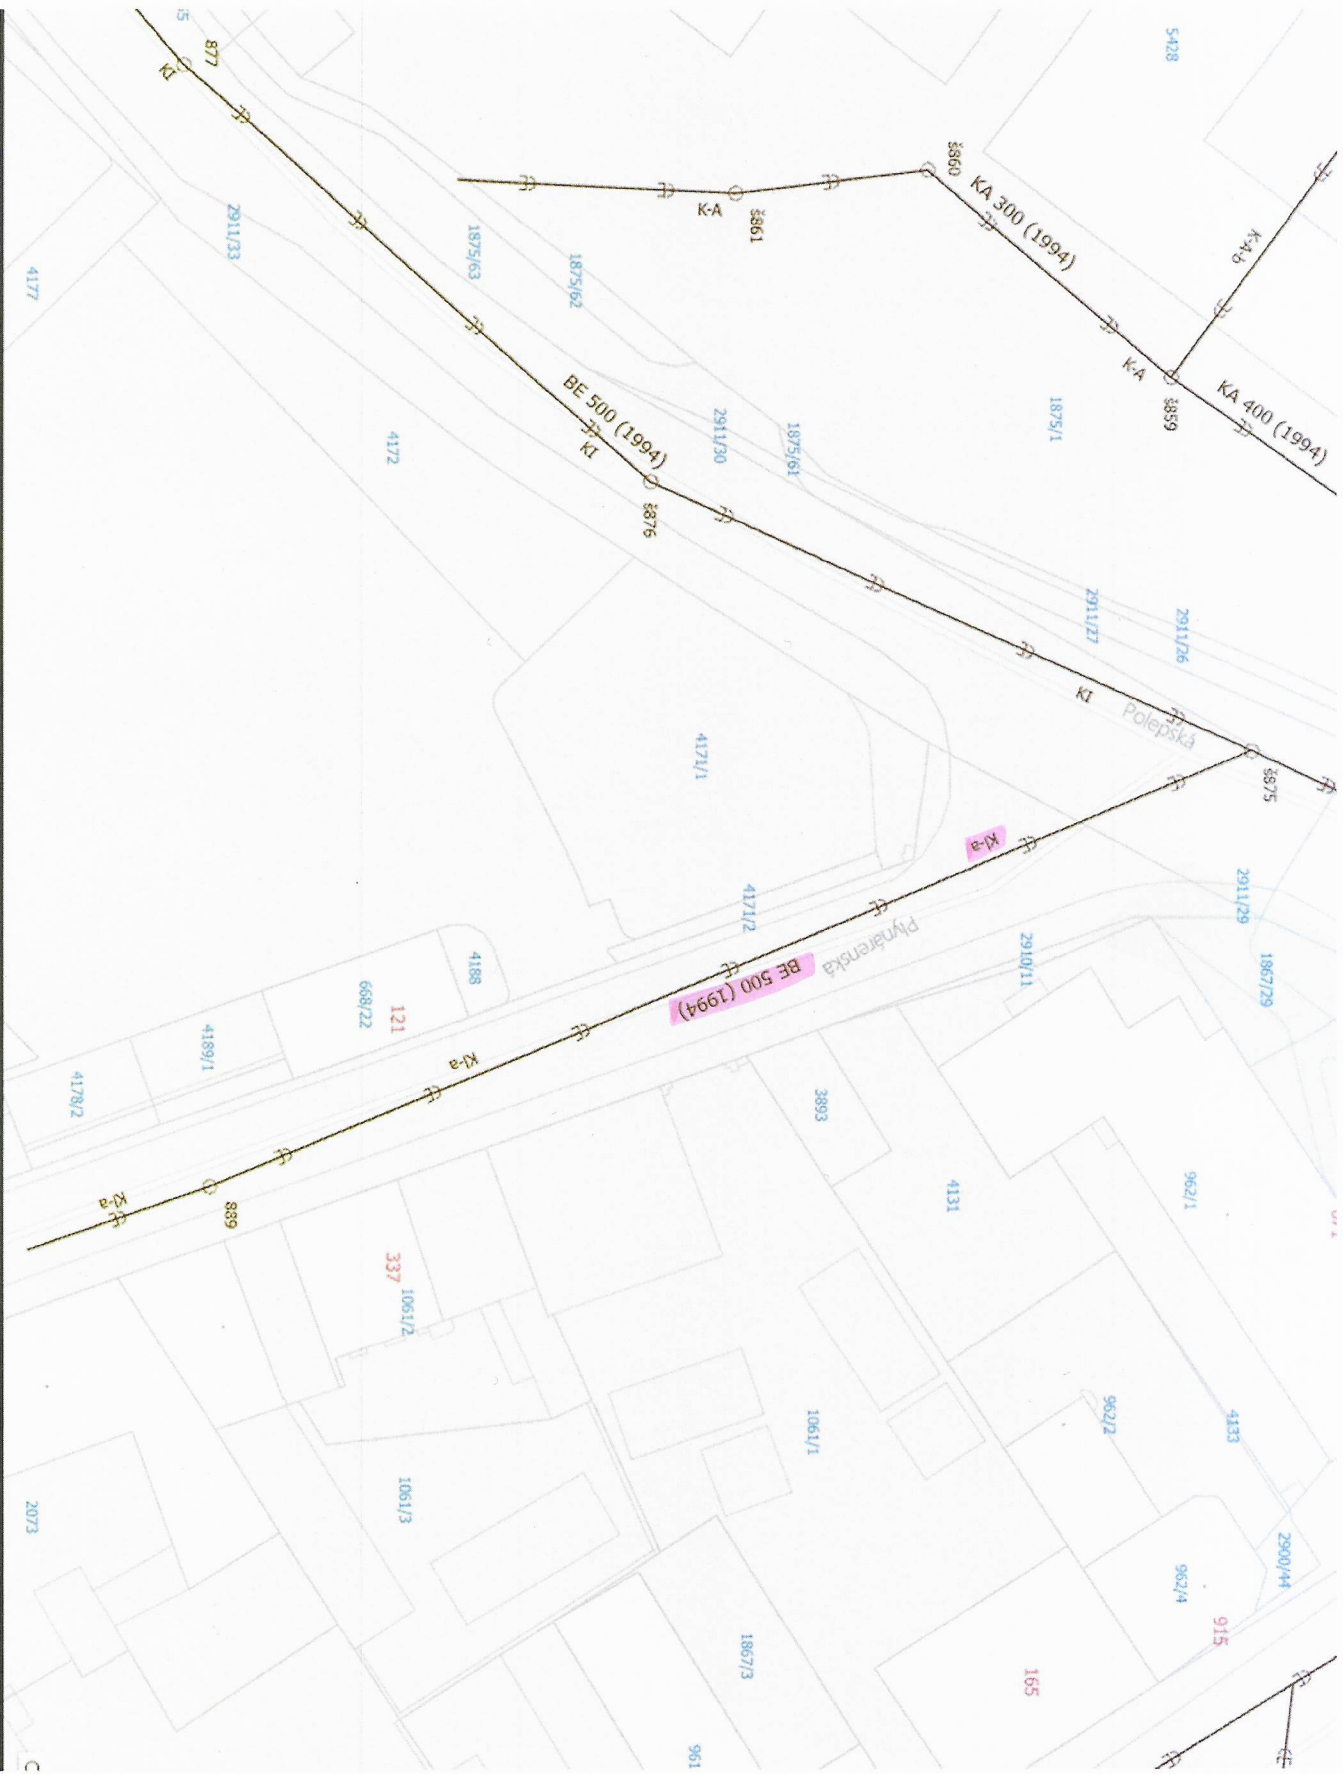 5428
877
KI
2911/33
4177
š860
KA 300 (1994)
K-A-b
K-A
š861
1875/63
1875/62
K-A
š859
KA 400 (1994)
BE 500 (1994)
KI
4172
2911/30
1875/61
1875/1
š876
2911/27
2911/26
KI
Polepská
š875
4171/1
KI-a
2911/29
4171/2
Plynárenská
BE 500 (1994)
2910/11
1867/29
4188
668/22
121
4189/1
4178/2
KI-a
3893
KI-a
889
4131
962/1
337
1061/2
1061/1
962/2
4133
1061/3
2073
2900/44
962/4
915
1867/3
165
961